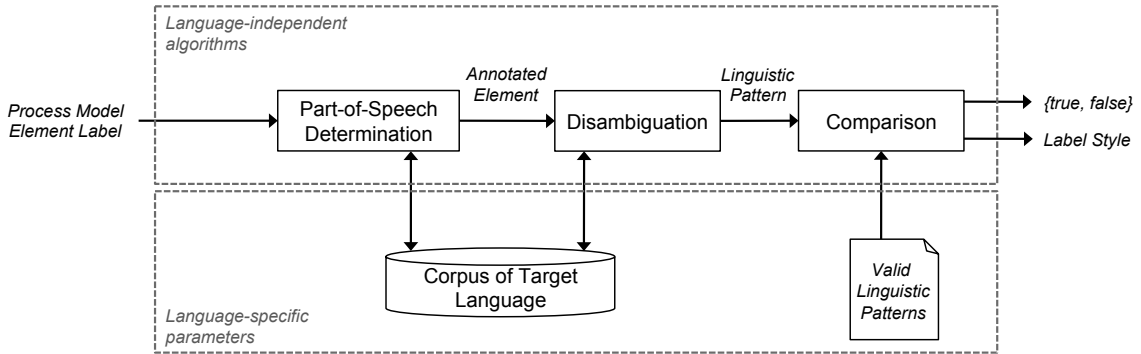 Language-independent
algorithms
Process Model
Element Label
Part-of-Speech
Determination
Annotated
Element
Disambiguation
Linguistic
Pattern
Comparison
{true, false}
Label Style
Corpus of Target
Language
Valid
Linguistic
Patterns
Language-specific
parameters